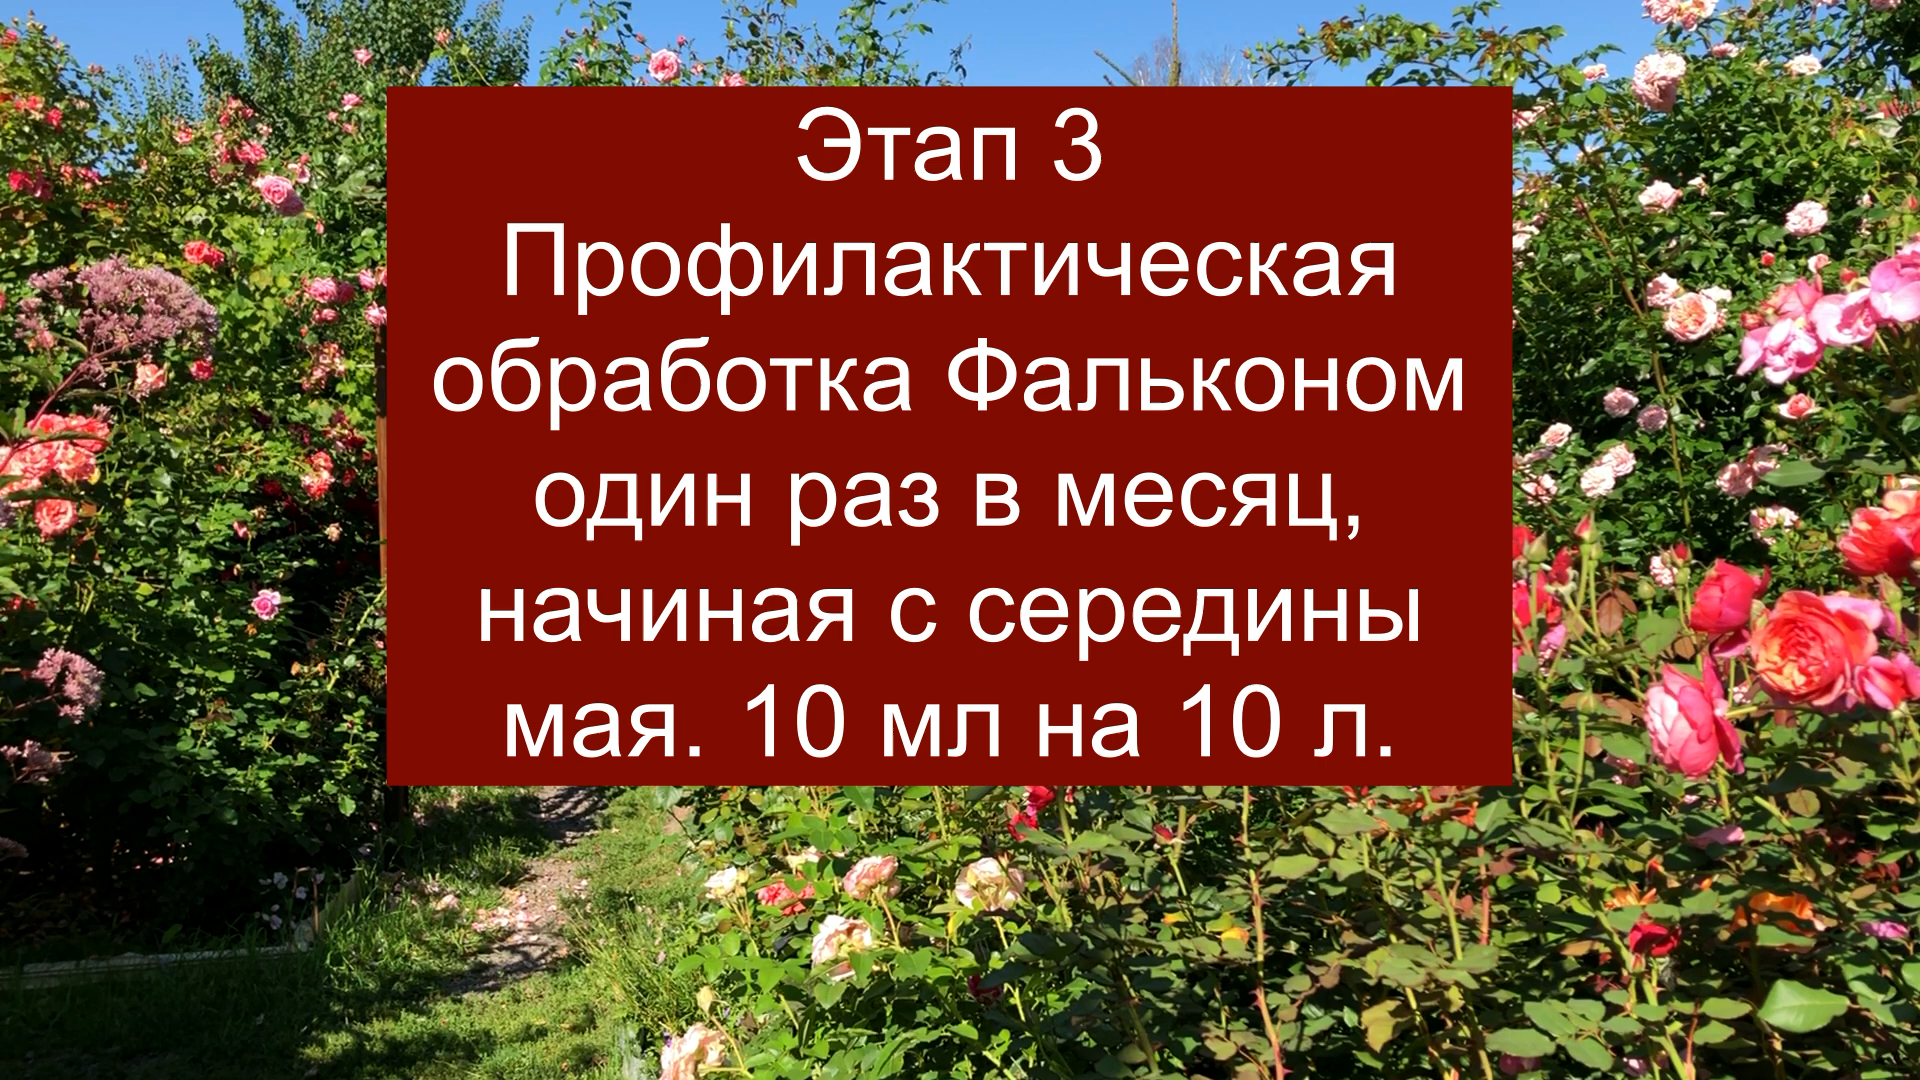 Этап 3
Профилактическая
обработка Фальконом
один раз в месяц,
начиная с середины
мая. 10 мл на 10 л.